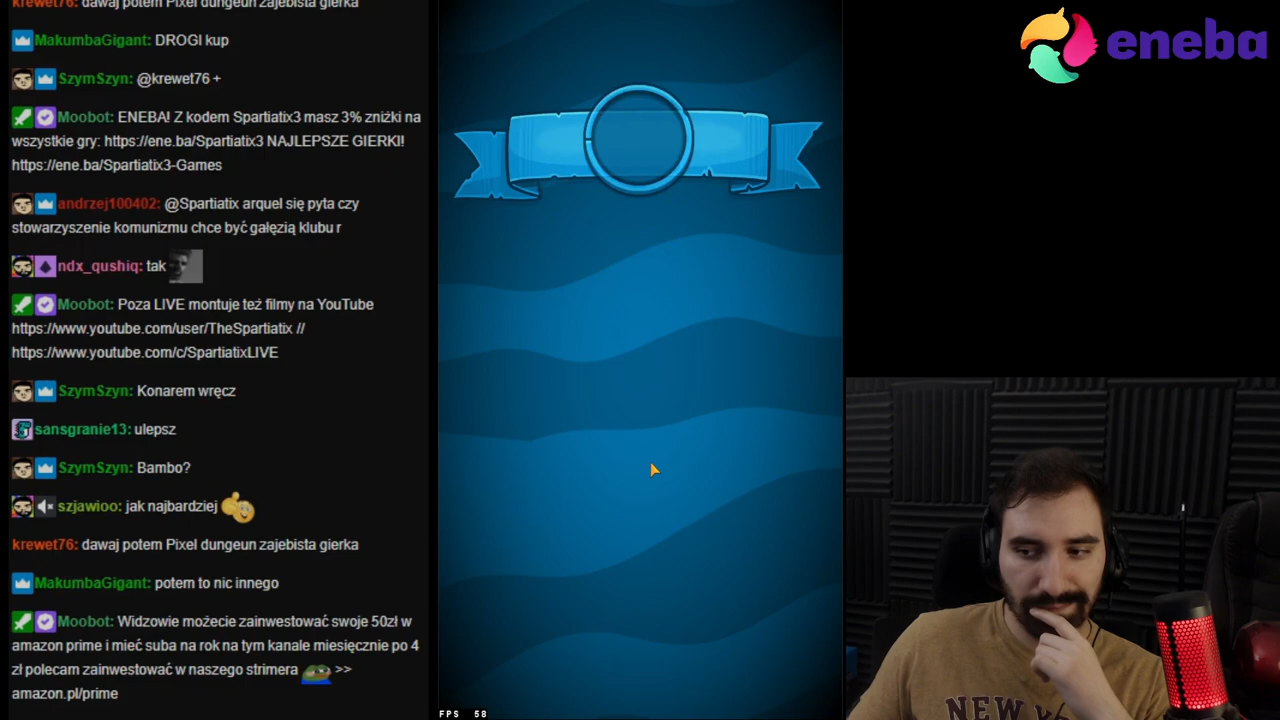 krewet76: dawaj potem Pixel dungeun zajebista gierka
MakumbaGigant: DROGI kup
SzymSzyn: @krewet76 +
Moobot: ENEBA! Z kodem Spartiatix3 masz 3% zniżki na
wszystkie gry: https://ene.ba/Spartiatix3 NAJLEPSZE GIERKI!
https://ene.ba/Spartiatix3-Games
andrzej100402: @Spartiatix arquel się pyta czy
stowarzyszenie komunizmu chce być gałęzią klubu r
ndx_qushiq: tak
Moobot: Poza LIVE montuje też filmy na YouTube
https://www.youtube.com/user/TheSpartiatix //
https://www.youtube.com/c/SpartiatixLIVE
SzymSzyn: Konarem wręcz
sansgranie13: ulepsz
SzymSzyn: Bambo?
szjawioo: jak najbardziej
krewet76: dawaj potem Pixel dungeun zajebista gierka
MakumbaGigant: potem to nic innego
Moobot: Widzowie możecie zainwestować swoje 50zł w
amazon prime i mieć suba na rok na tym kanale miesięcznie po 4
zł polecam zainwestować w naszego strimera >>
amazon.pl/prime
FPS 58
eneba
NEW Y